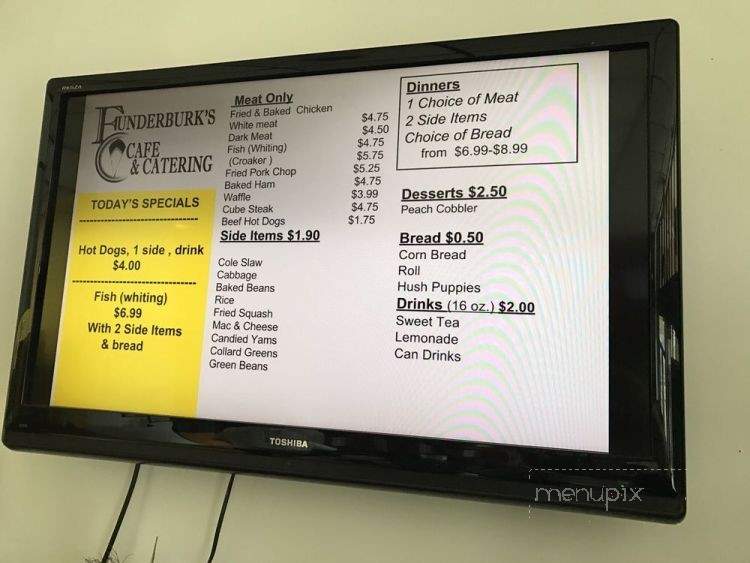 REGZA
FUNDERBURK'S
CAFE
& CATERING
TODAY'S SPECIALS
Hot Dogs, 1 side , drink
$4.00
Fish (whiting)
$6.99
With 2 Side Items
& bread
Meat Only
Fried & Baked Chicken
White meat $4.75
Dark Meat $4.50
Fish (Whiting) $4.75
(Croaker ) $5.75
Fried Pork Chop $5.25
Baked Ham $4.75
Waffle $3.99
Cube Steak $4.75
Beef Hot Dogs $1.75
Side Items $1.90
Cole Slaw
Cabbage
Baked Beans
Rice
Fried Squash
Mac & Cheese
Candied Yams
Collard Greens
Green Beans
Dinners
1 Choice of Meat
2 Side Items
Choice of Bread
from $6.99-$8.99
Desserts $2.50
Peach Cobbler
Bread $0.50
Corn Bread
Roll
Hush Puppies
Drinks (16 oz.) $2.00
Sweet Tea
Lemonade
Can Drinks
TOSHIBA
menupix